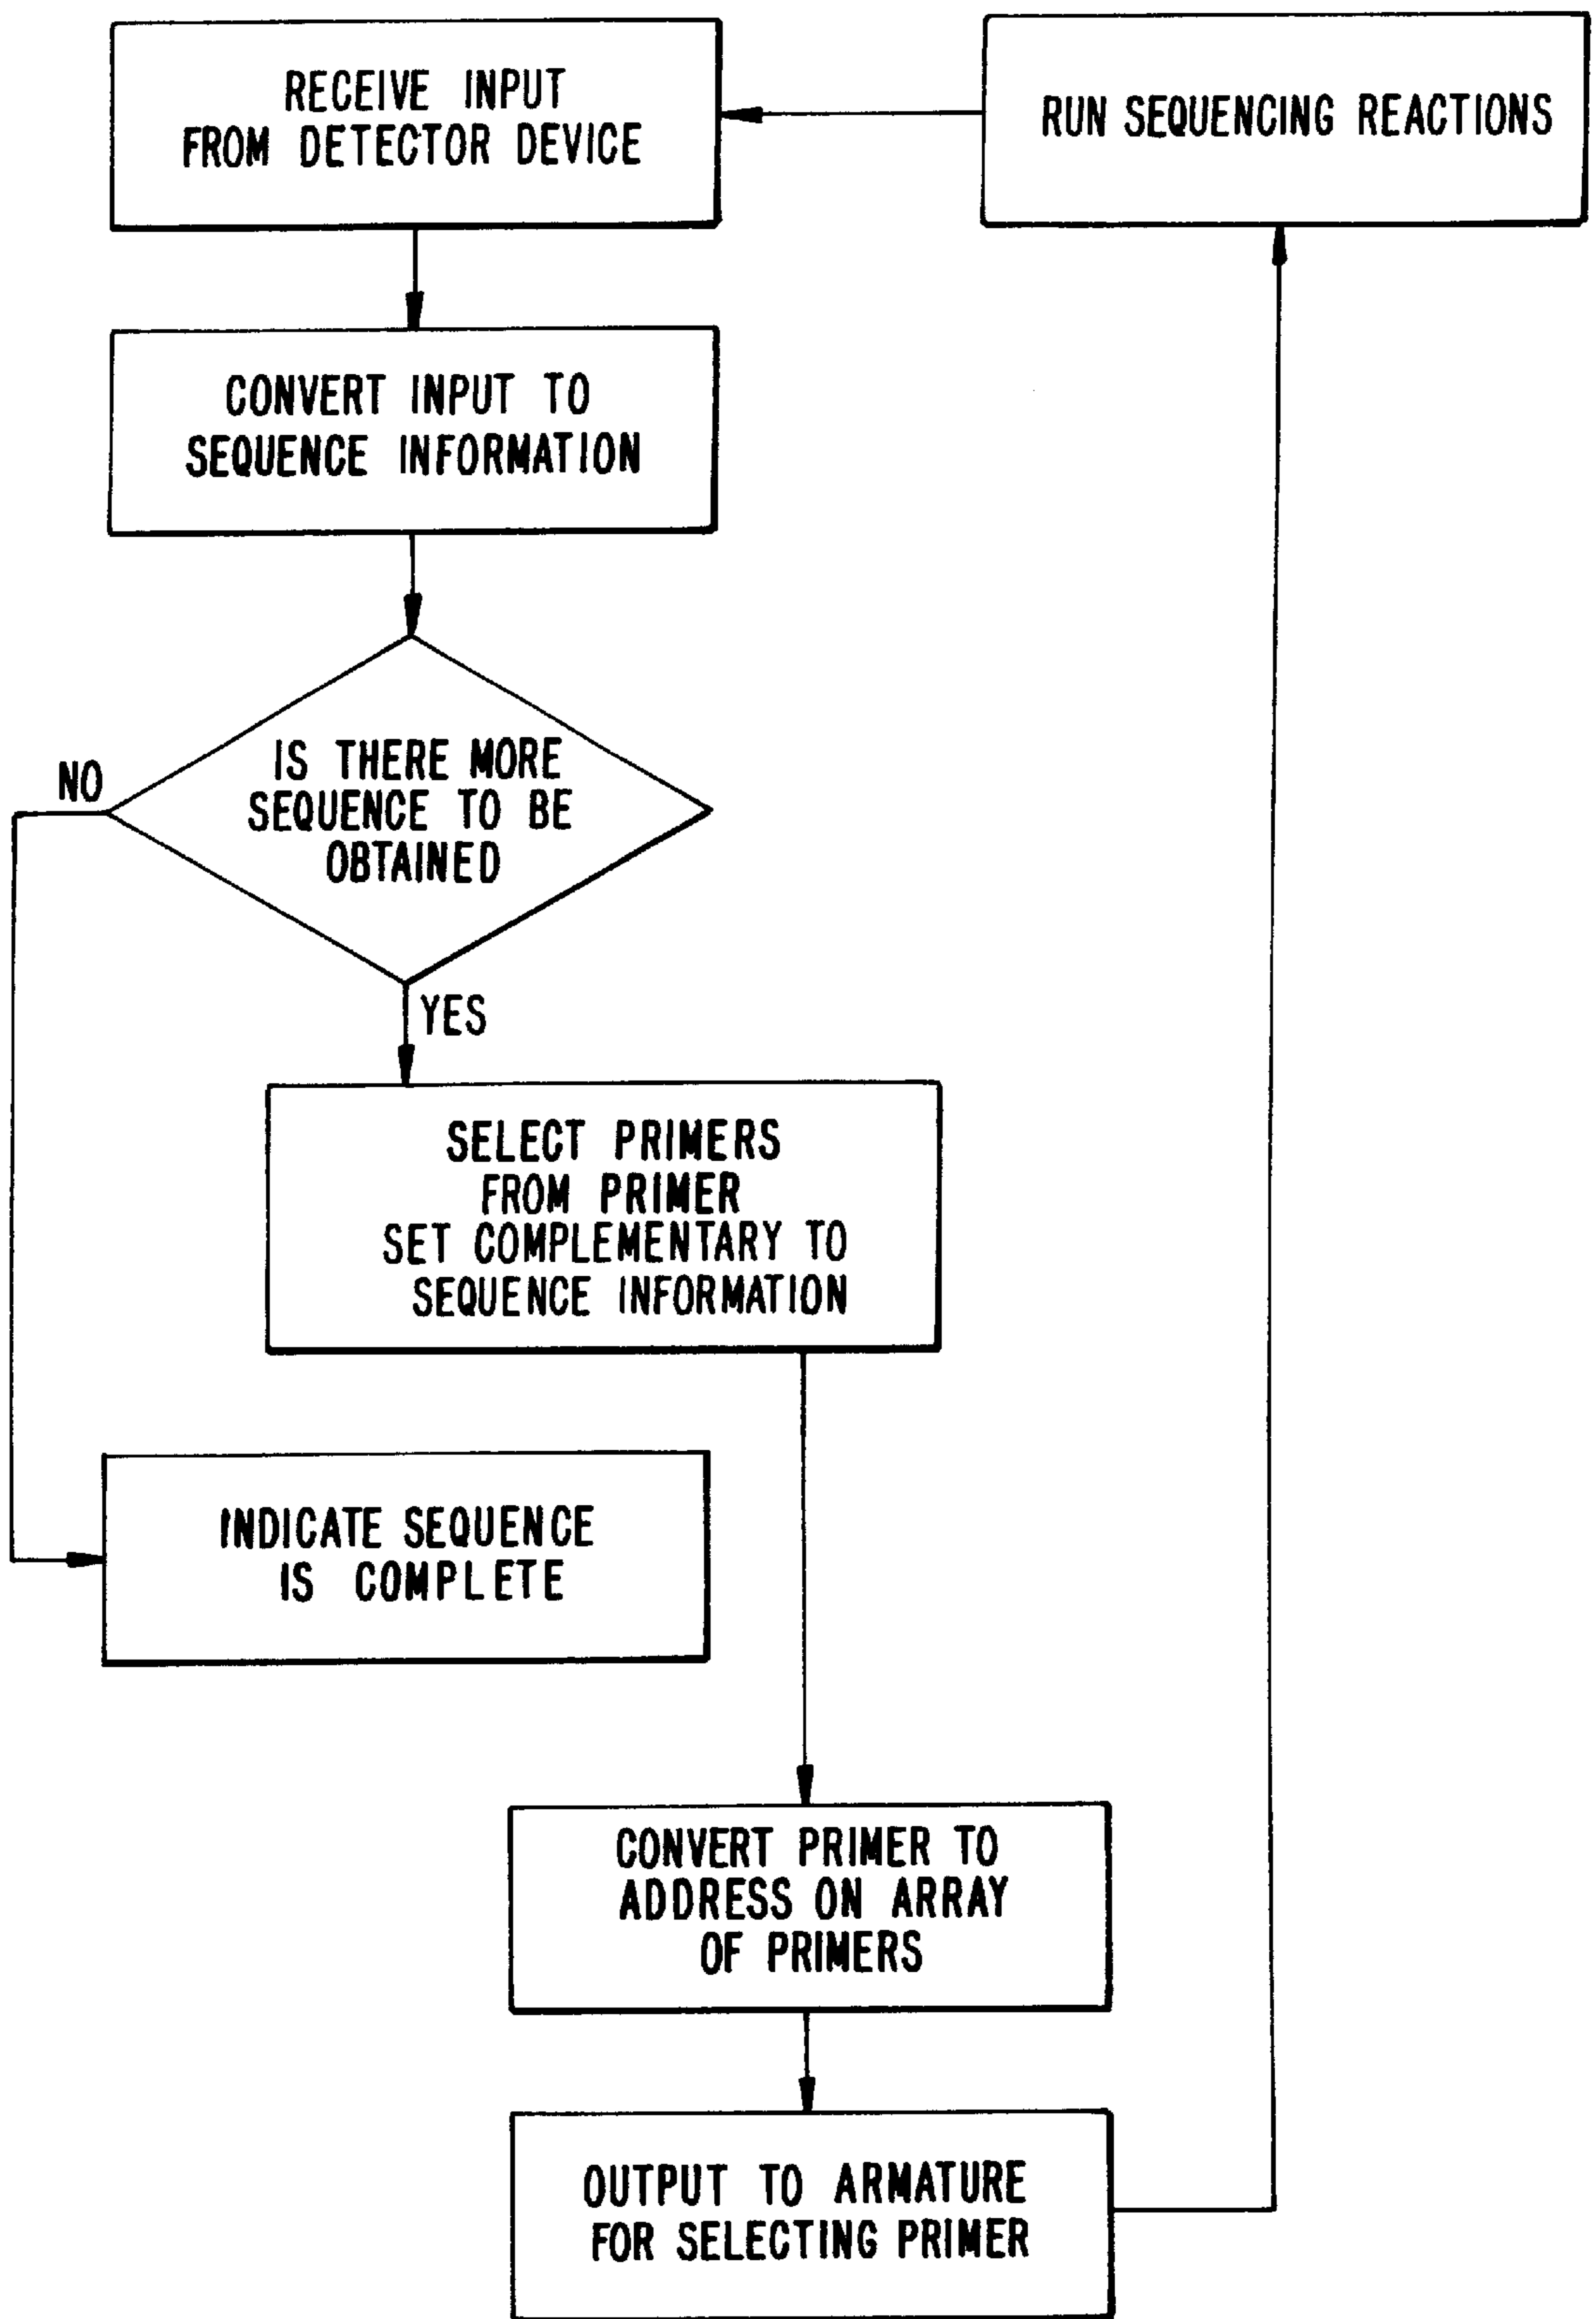 RECEIVE INPUT
FROM DETECTOR DEVICE
RUN SEQUENCING REACTIONS
CONVERT INPUT TO
SEQUENCE INFORMATION
IS THERE MORE
SEQUENCE TO BE
OBTAINED
NO
YES
SELECT PRIMERS
FROM PRIMER
SET COMPLEMENTARY TO
SEQUENCE INFORMATION
INDICATE SEQUENCE
IS COMPLETE
CONVERT PRIMER TO
ADDRESS ON ARRAY
OF PRIMERS
OUTPUT TO ARMATURE
FOR SELECTING PRIMER